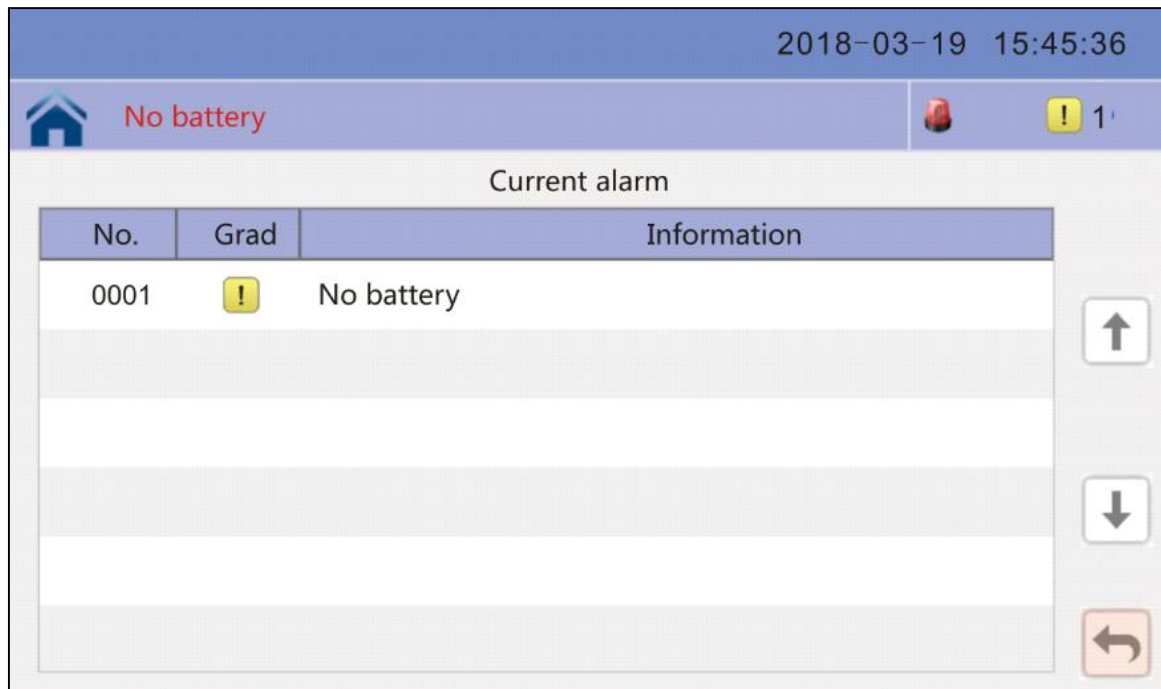 2018-03-19 15:45:36
No battery
! 1
Current alarm
No. Grad Information
0001 ! No battery